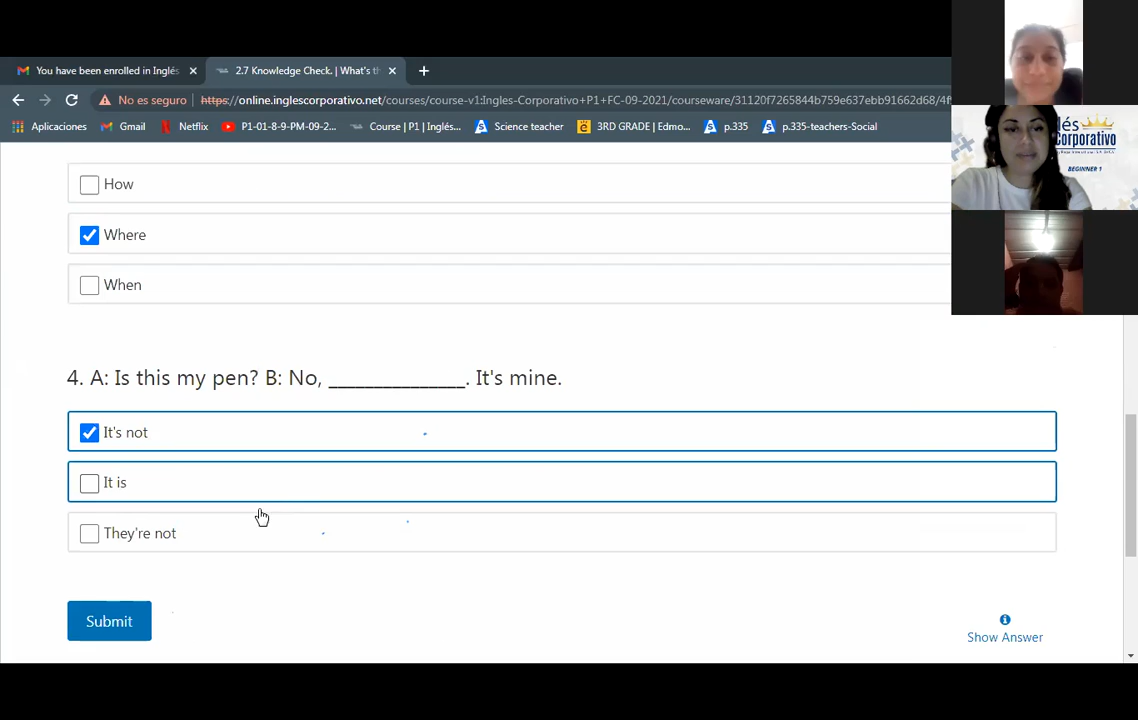 You have been enrolled in Inglés
2.7 Knowledge Check. | What's th
No es seguro https://online.inglescorporativo.net/courses/course-v1:Ingles-Corporativo+P1+FC-09-2021/courseware/31120f7265844b759e637ebb91662d68/4f
Aplicaciones Gmail Netflix P1-01-8-9-PM-09-2... Course | P1 | Inglés... Science teacher 3RD GRADE | Edmo... p.335 p.335-teachers-Social
lés
Corporativo
BEGINNER 1
How
Where
When
4. A: Is this my pen? B: No, _______________. It's mine.
It's not
It is
They're not
Submit
Show Answer